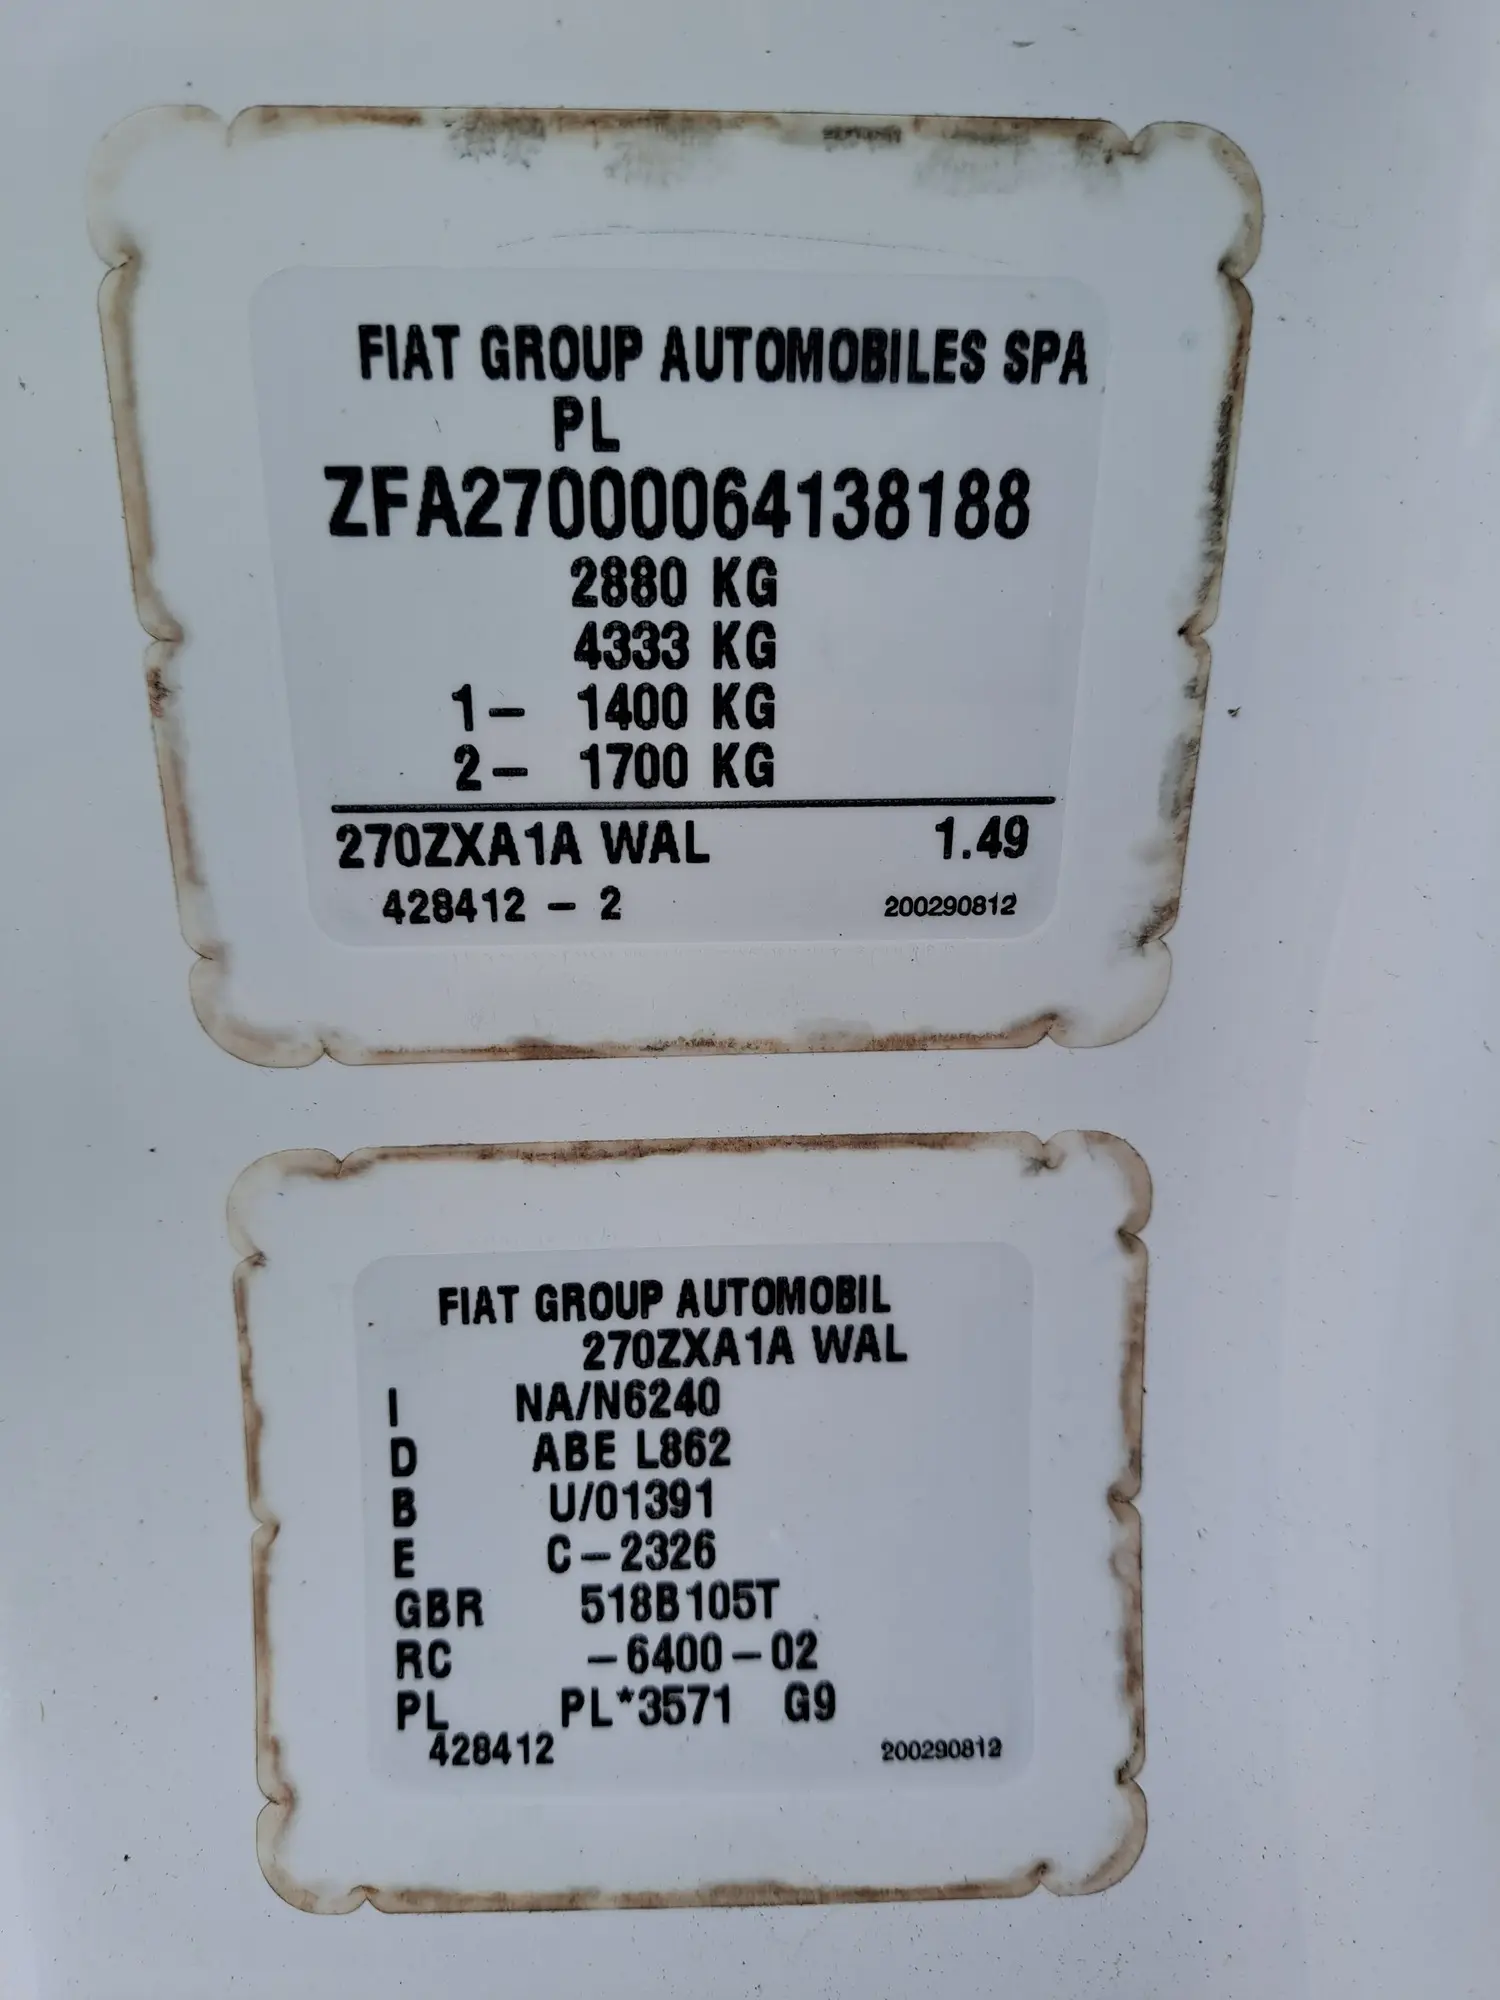 FIAT GROUP AUTOMOBILES SPA
PL
ZFA27000064138188
2880 KG
4333 KG
1- 1400 KG
2- 1700 KG
270ZXA1A WAL 1.49
428412 - 2 200290812
FIAT GROUP AUTOMOBIL
270ZXA1A WAL
I NA/N6240
D ABE L862
B U/01391
E C-2326
GBR 518B105T
RC -6400-02
PL PL*3571 G9
428412 200290812